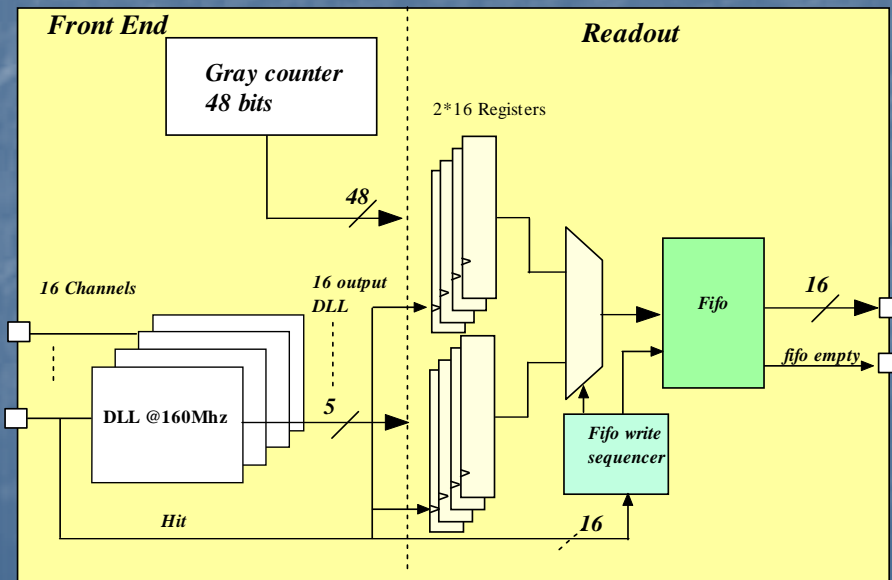 Front End
Readout
Gray counter
48 bits
2*16 Registers
48
16 Channels
16 output
DLL
16
Fifo
fifo empty
5
DLL @160Mhz
Fifo write
sequencer
Hit
16